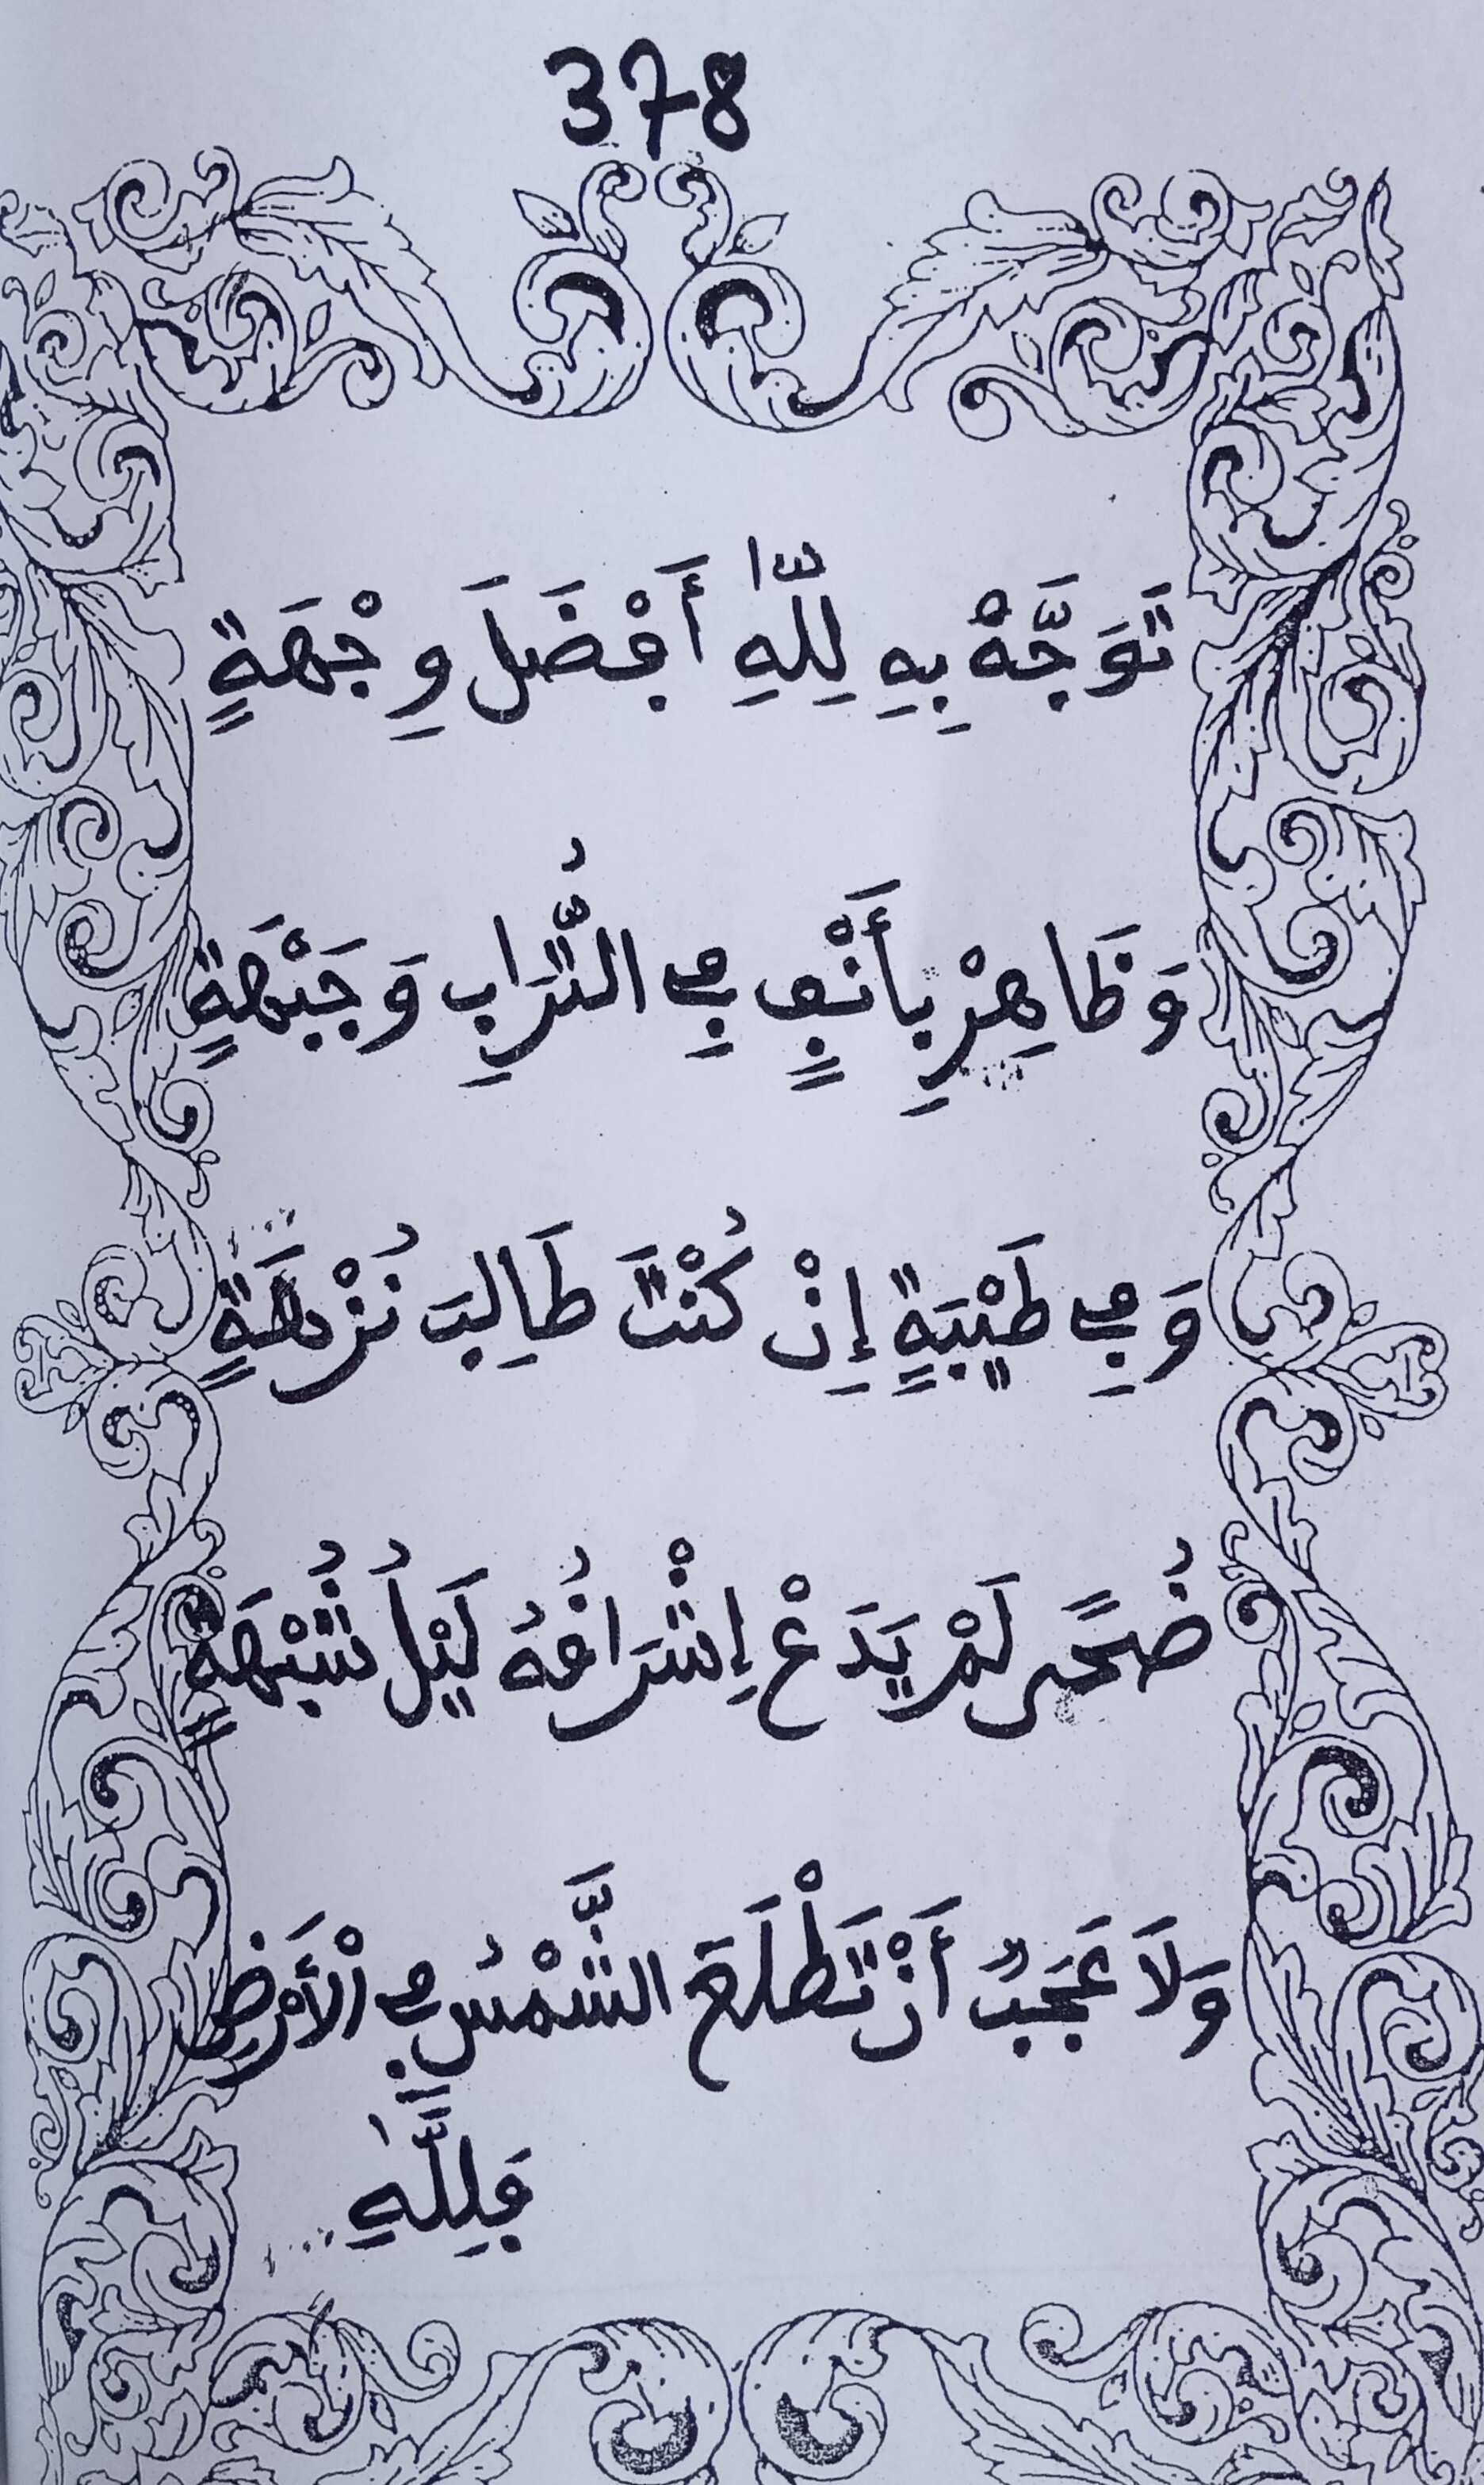 378
تَوَجَّهْ بِهِ لِلّٰهِ أَفْضَلَ وِجْهَةٍ
وَظَاهِرْ بِأَنْفٍ فِي التُّرَابِ وَجَبْهَةٍ
وَفِي طَيْبَةٍ إِنْ كُنْتَ طَالِبَ نُزْهَةٍ
ضُحًى لَمْ يَدَعْ إِشْرَاقُهُ لَيْلُ شُبْهَةٍ
وَلَا عَجَبٌ أَنْ تَطْلَعَ الشَّمْسُ فِي الْأَرْضِ
فَلِلّٰهِ